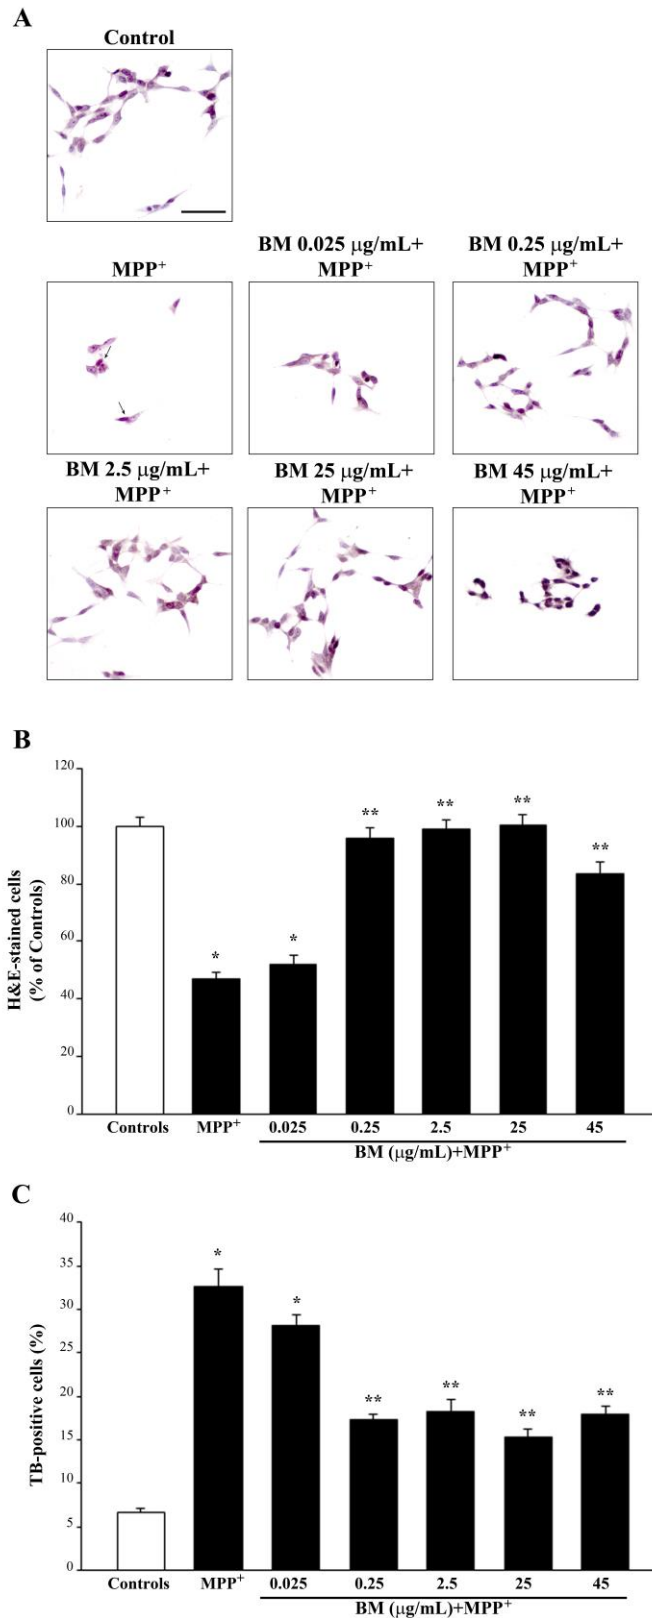 A
Control
MPP⁺
BM 0.025 μg/mL+
MPP⁺
BM 0.25 μg/mL+
MPP⁺
BM 2.5 μg/mL+
MPP⁺
BM 25 μg/mL+
MPP⁺
BM 45 μg/mL+
MPP⁺
B
H&E-stained cells
(% of Controls)
120
100
80
60
40
20
0
*
*
**
**
**
**
Controls MPP⁺ 0.025 0.25 2.5 25 45
BM (μg/mL)+MPP⁺
C
TB-positive cells (%)
40
35
30
25
20
15
10
5
0
*
*
**
**
**
**
Controls MPP⁺ 0.025 0.25 2.5 25 45
BM (μg/mL)+MPP⁺